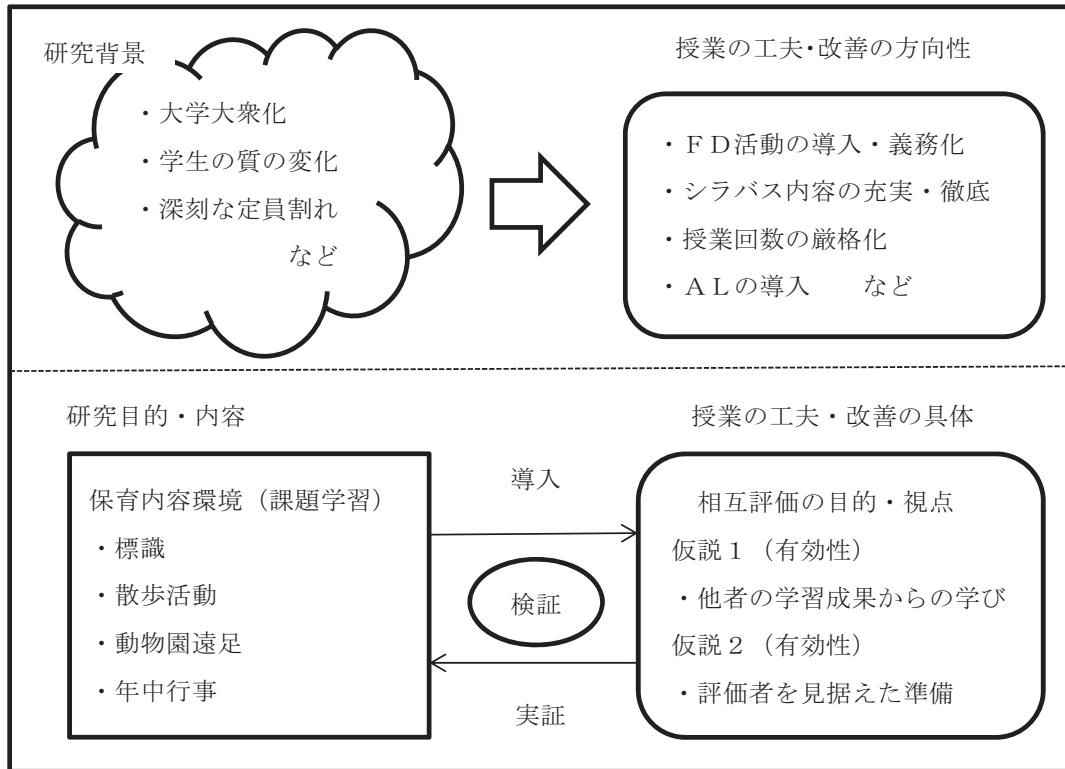 研究背景
・大学大衆化
・学生の質の変化
・深刻な定員割れ
など
授業の工夫・改善の方向性
・ＦＤ活動の導入・義務化
・シラバス内容の充実・徹底
・授業回数の厳格化
・ＡＬの導入　　など
研究目的・内容
保育内容環境（課題学習）
・標識
・散歩活動
・動物園遠足
・年中行事
導入
検証
実証
授業の工夫・改善の具体
相互評価の目的・視点
仮説１（有効性）
・他者の学習成果からの学び
仮説２（有効性）
・評価者を見据えた準備